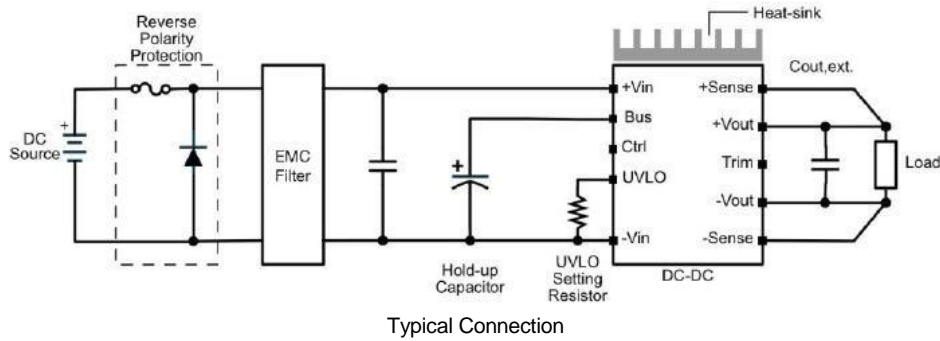 Heat-sink
Reverse
Polarity
Protection
Cout,ext.
+
DC
Source
EMC
Filter
+
Hold-up
Capacitor
UVLO
Setting
Resistor
+Vin
Bus
Ctrl
UVLO
-Vin
+Sense
+Vout
Trim
-Vout
-Sense
DC-DC
Load
Typical Connection